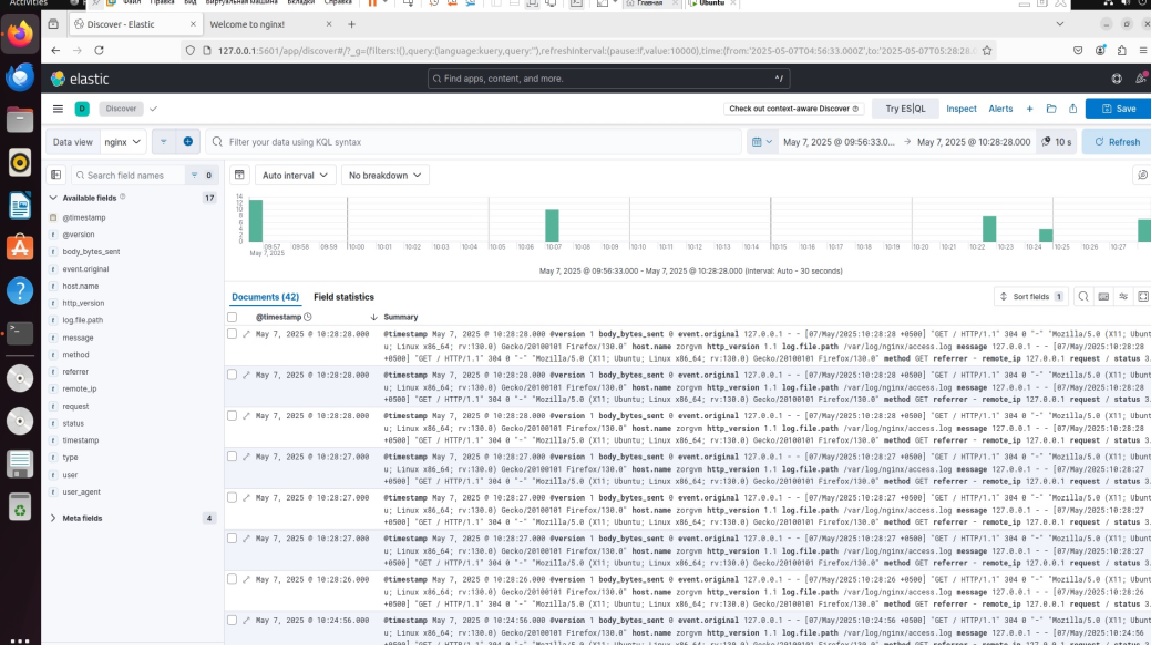 Activities
Файл Правка Вид Виртуальная машина Вкладки Справка
Главная Ubuntu
Discover - Elastic
Welcome to nginx!
127.0.0.1:5601/app/discover#/?_g=(filters:!(),query:(language:kuery,query:''),refreshInterval:(pause:!f,value:10000),time:(from:'2025-05-07T04:56:33.000Z',to:'2025-05-07T05:28:28.0
elastic
Find apps, content, and more.
^/
D
Discover
Check out context-aware Discover
Try ES|QL
Inspect
Alerts
Save
Data view
nginx
Filter your data using KQL syntax
May 7, 2025 @ 09:56:33.0... → May 7, 2025 @ 10:28:28.000
10 s
Refresh
Search field names
0
Auto interval
No breakdown
Available fields
17
@timestamp
@version
body_bytes_sent
event.original
host.name
http_version
log.file.path
message
method
referrer
remote_ip
request
status
timestamp
type
user
user_agent
Meta fields
4
14
12
10
8
6
4
2
0
09:57 09:58 09:59 10:00 10:01 10:02 10:03 10:04 10:05 10:06 10:07 10:08 10:09 10:10 10:11 10:12 10:13 10:14 10:15 10:16 10:17 10:18 10:19 10:20 10:21 10:22 10:23 10:24 10:25 10:26 10:27
May 7, 2025
May 7, 2025 @ 09:56:33.000 - May 7, 2025 @ 10:28:28.000 (interval: Auto - 30 seconds)
Documents (42)
Field statistics
Sort fields 1
@timestamp
Summary
May 7, 2025 @ 10:28:28.000 @timestamp May 7, 2025 @ 10:28:28.000 @version 1 body_bytes_sent 0 event.original 127.0.0.1 - - [07/May/2025:10:28:28 +0500] "GET / HTTP/1.1" 304 0 "-" "Mozilla/5.0 (X11; Ubunt
u; Linux x86_64; rv:130.0) Gecko/20100101 Firefox/130.0" host.name zorgvm http_version 1.1 log.file.path /var/log/nginx/access.log message 127.0.0.1 - - [07/May/2025:10:28:28
+0500] "GET / HTTP/1.1" 304 0 "-" "Mozilla/5.0 (X11; Ubuntu; Linux x86_64; rv:130.0) Gecko/20100101 Firefox/130.0" method GET referrer - remote_ip 127.0.0.1 request / status 3
May 7, 2025 @ 10:28:28.000 @timestamp May 7, 2025 @ 10:28:28.000 @version 1 body_bytes_sent 0 event.original 127.0.0.1 - - [07/May/2025:10:28:28 +0500] "GET / HTTP/1.1" 304 0 "-" "Mozilla/5.0 (X11; Ubunt
u; Linux x86_64; rv:130.0) Gecko/20100101 Firefox/130.0" host.name zorgvm http_version 1.1 log.file.path /var/log/nginx/access.log message 127.0.0.1 - - [07/May/2025:10:28:28
+0500] "GET / HTTP/1.1" 304 0 "-" "Mozilla/5.0 (X11; Ubuntu; Linux x86_64; rv:130.0) Gecko/20100101 Firefox/130.0" method GET referrer - remote_ip 127.0.0.1 request / status 3
May 7, 2025 @ 10:28:28.000 @timestamp May 7, 2025 @ 10:28:28.000 @version 1 body_bytes_sent 0 event.original 127.0.0.1 - - [07/May/2025:10:28:28 +0500] "GET / HTTP/1.1" 304 0 "-" "Mozilla/5.0 (X11; Ubunt
u; Linux x86_64; rv:130.0) Gecko/20100101 Firefox/130.0" host.name zorgvm http_version 1.1 log.file.path /var/log/nginx/access.log message 127.0.0.1 - - [07/May/2025:10:28:28
+0500] "GET / HTTP/1.1" 304 0 "-" "Mozilla/5.0 (X11; Ubuntu; Linux x86_64; rv:130.0) Gecko/20100101 Firefox/130.0" method GET referrer - remote_ip 127.0.0.1 request / status 3
May 7, 2025 @ 10:28:27.000 @timestamp May 7, 2025 @ 10:28:27.000 @version 1 body_bytes_sent 0 event.original 127.0.0.1 - - [07/May/2025:10:28:27 +0500] "GET / HTTP/1.1" 304 0 "-" "Mozilla/5.0 (X11; Ubunt
u; Linux x86_64; rv:130.0) Gecko/20100101 Firefox/130.0" host.name zorgvm http_version 1.1 log.file.path /var/log/nginx/access.log message 127.0.0.1 - - [07/May/2025:10:28:27
+0500] "GET / HTTP/1.1" 304 0 "-" "Mozilla/5.0 (X11; Ubuntu; Linux x86_64; rv:130.0) Gecko/20100101 Firefox/130.0" method GET referrer - remote_ip 127.0.0.1 request / status 3
May 7, 2025 @ 10:28:27.000 @timestamp May 7, 2025 @ 10:28:27.000 @version 1 body_bytes_sent 0 event.original 127.0.0.1 - - [07/May/2025:10:28:27 +0500] "GET / HTTP/1.1" 304 0 "-" "Mozilla/5.0 (X11; Ubunt
u; Linux x86_64; rv:130.0) Gecko/20100101 Firefox/130.0" host.name zorgvm http_version 1.1 log.file.path /var/log/nginx/access.log message 127.0.0.1 - - [07/May/2025:10:28:27
+0500] "GET / HTTP/1.1" 304 0 "-" "Mozilla/5.0 (X11; Ubuntu; Linux x86_64; rv:130.0) Gecko/20100101 Firefox/130.0" method GET referrer - remote_ip 127.0.0.1 request / status 3
May 7, 2025 @ 10:28:27.000 @timestamp May 7, 2025 @ 10:28:27.000 @version 1 body_bytes_sent 0 event.original 127.0.0.1 - - [07/May/2025:10:28:27 +0500] "GET / HTTP/1.1" 304 0 "-" "Mozilla/5.0 (X11; Ubunt
u; Linux x86_64; rv:130.0) Gecko/20100101 Firefox/130.0" host.name zorgvm http_version 1.1 log.file.path /var/log/nginx/access.log message 127.0.0.1 - - [07/May/2025:10:28:27
+0500] "GET / HTTP/1.1" 304 0 "-" "Mozilla/5.0 (X11; Ubuntu; Linux x86_64; rv:130.0) Gecko/20100101 Firefox/130.0" method GET referrer - remote_ip 127.0.0.1 request / status 3
May 7, 2025 @ 10:28:26.000 @timestamp May 7, 2025 @ 10:28:26.000 @version 1 body_bytes_sent 0 event.original 127.0.0.1 - - [07/May/2025:10:28:26 +0500] "GET / HTTP/1.1" 304 0 "-" "Mozilla/5.0 (X11; Ubunt
u; Linux x86_64; rv:130.0) Gecko/20100101 Firefox/130.0" host.name zorgvm http_version 1.1 log.file.path /var/log/nginx/access.log message 127.0.0.1 - - [07/May/2025:10:28:26
+0500] "GET / HTTP/1.1" 304 0 "-" "Mozilla/5.0 (X11; Ubuntu; Linux x86_64; rv:130.0) Gecko/20100101 Firefox/130.0" method GET referrer - remote_ip 127.0.0.1 request / status 3
May 7, 2025 @ 10:24:56.000 @timestamp May 7, 2025 @ 10:24:56.000 @version 1 body_bytes_sent 0 event.original 127.0.0.1 - - [07/May/2025:10:24:56 +0500] "GET / HTTP/1.1" 304 0 "-" "Mozilla/5.0 (X11; Ubunt
u; Linux x86_64; rv:130.0) Gecko/20100101 Firefox/130.0" host.name zorgvm http_version 1.1 log.file.path /var/log/nginx/access.log message 127.0.0.1 - - [07/May/2025:10:24:56